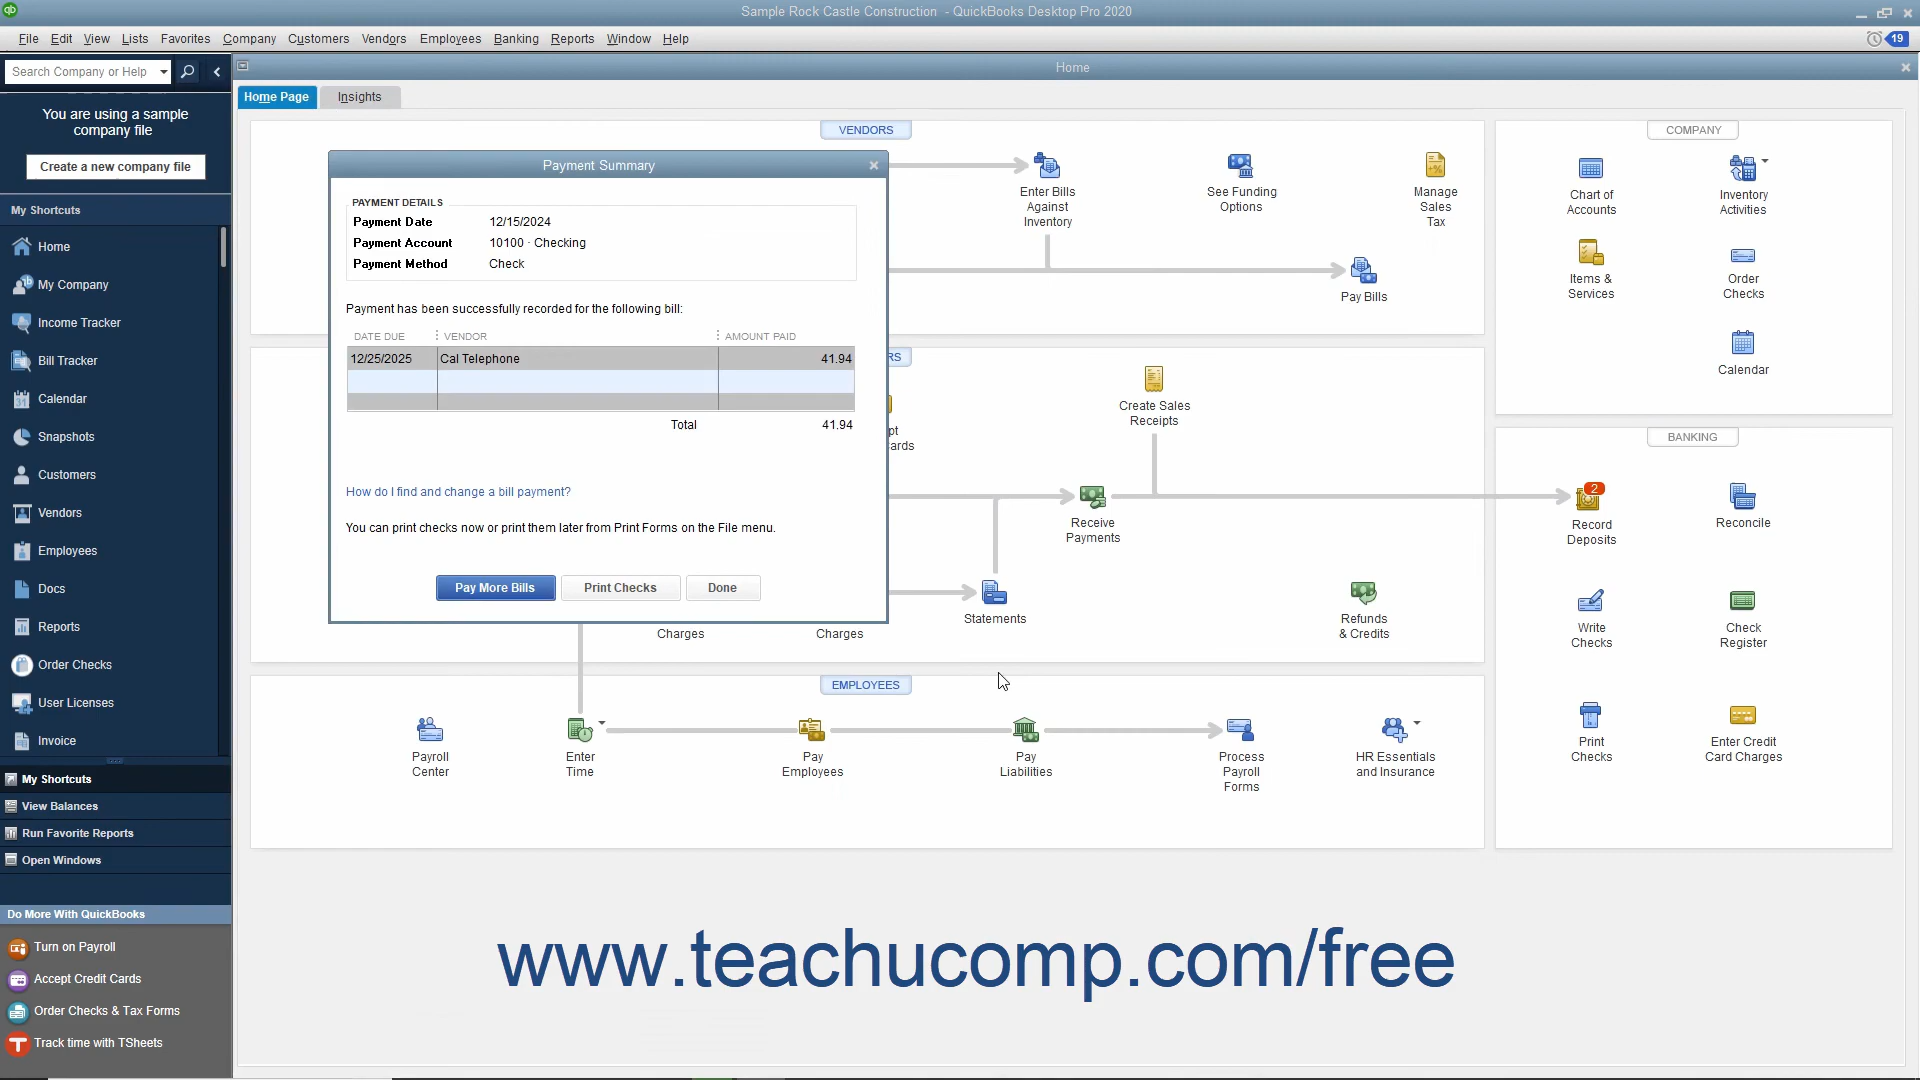 Sample Rock Castle Construction - QuickBooks Desktop Pro 2020
File Edit View Lists Favorites Company Customers Vendors Employees Banking Reports Window Help
19
Search Company or Help
Home
Home Page
Insights
You are using a sample
company file
Create a new company file
My Shortcuts
Home
My Company
Income Tracker
Bill Tracker
Calendar
Snapshots
Customers
Vendors
Employees
Docs
Reports
Order Checks
User Licenses
Invoice
My Shortcuts
View Balances
Run Favorite Reports
Open Windows
Do More With QuickBooks
Turn on Payroll
Accept Credit Cards
Order Checks & Tax Forms
Track time with TSheets
Payment Summary
PAYMENT DETAILS
Payment Date 12/15/2024
Payment Account 10100 · Checking
Payment Method Check
Payment has been successfully recorded for the following bill:
DATE DUE VENDOR AMOUNT PAID
12/25/2025 Cal Telephone 41.94
Total 41.94
How do I find and change a bill payment?
You can print checks now or print them later from Print Forms on the File menu.
Pay More Bills
Print Checks
Done
VENDORS
Enter Bills
Against
Inventory
See Funding
Options
Manage
Sales
Tax
Pay Bills
RS
Create Sales
Receipts
pt
ards
Receive
Payments
Statements
Refunds
& Credits
Charges
Charges
EMPLOYEES
Payroll
Center
Enter
Time
Pay
Employees
Pay
Liabilities
Process
Payroll
Forms
HR Essentials
and Insurance
COMPANY
Chart of
Accounts
Inventory
Activities
Items &
Services
Order
Checks
Calendar
BANKING
2
Record
Deposits
Reconcile
Write
Checks
Check
Register
Print
Checks
Enter Credit
Card Charges
www.teachucomp.com/free